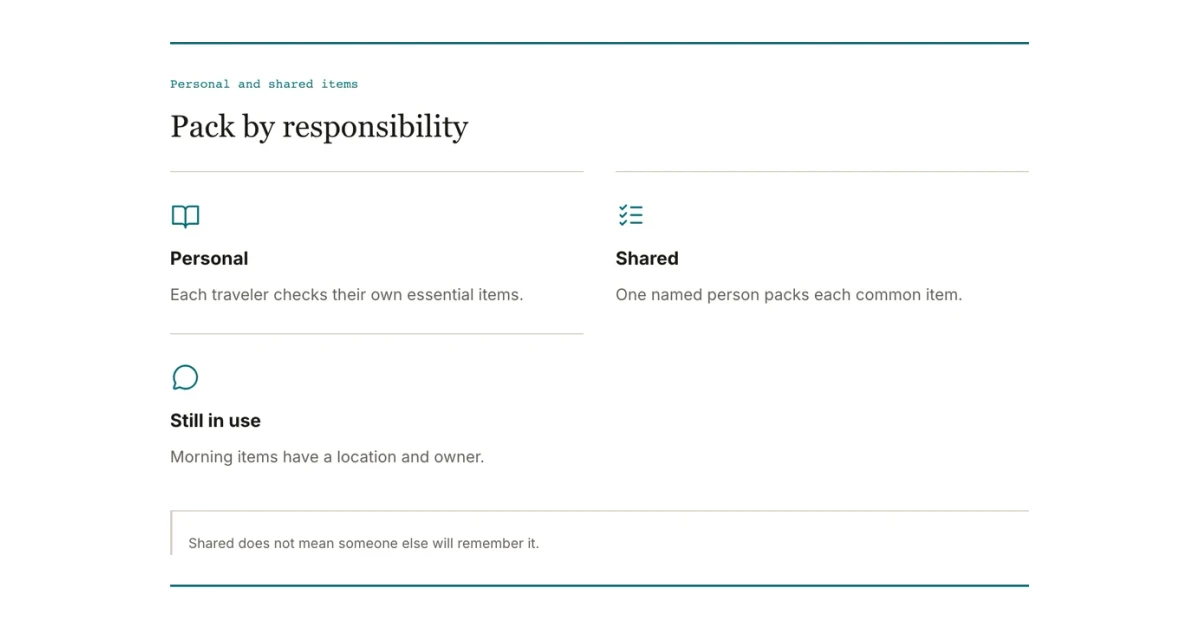 Personal and shared items
Pack by responsibility
Personal
Each traveler checks their own essential items.
Shared
One named person packs each common item.
Still in use
Morning items have a location and owner.
Shared does not mean someone else will remember it.